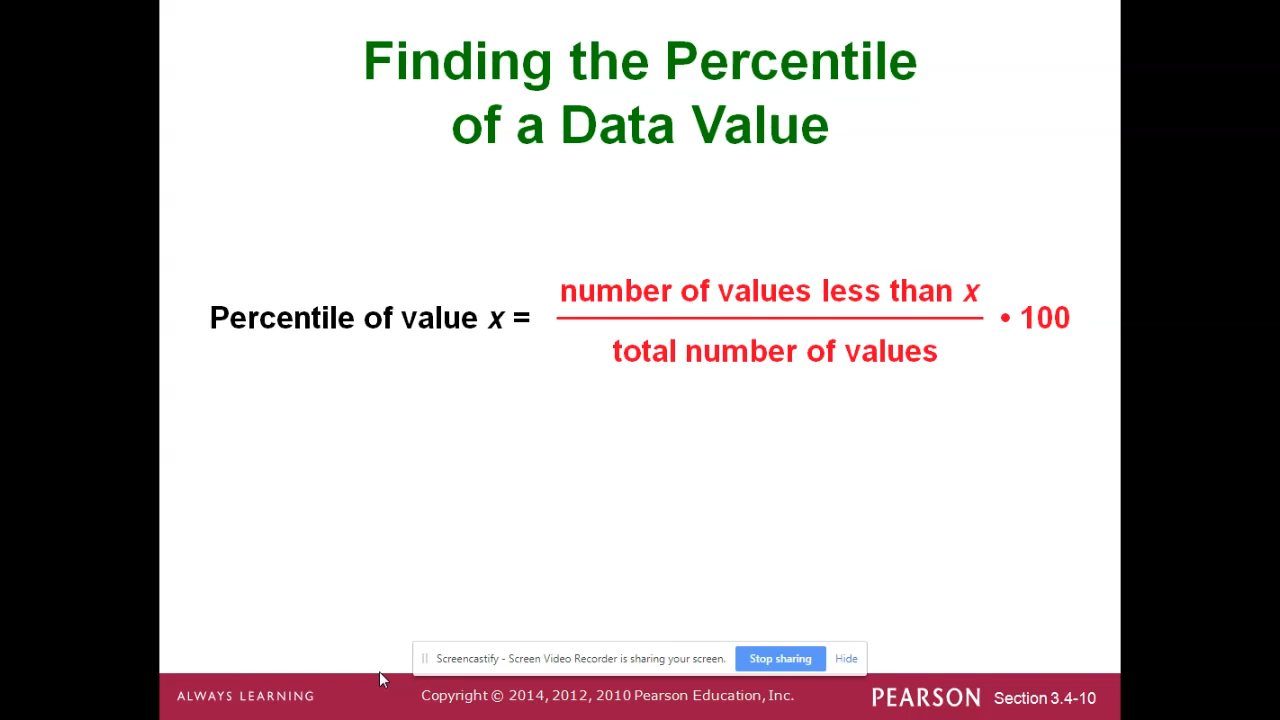 Finding the Percentile
of a Data Value
number of values less than x
Percentile of value x = • 100
total number of values
Screencastify - Screen Video Recorder is sharing your screen. Stop sharing Hide
ALWAYS LEARNING Copyright © 2014, 2012, 2010 Pearson Education, Inc. PEARSON Section 3.4-10